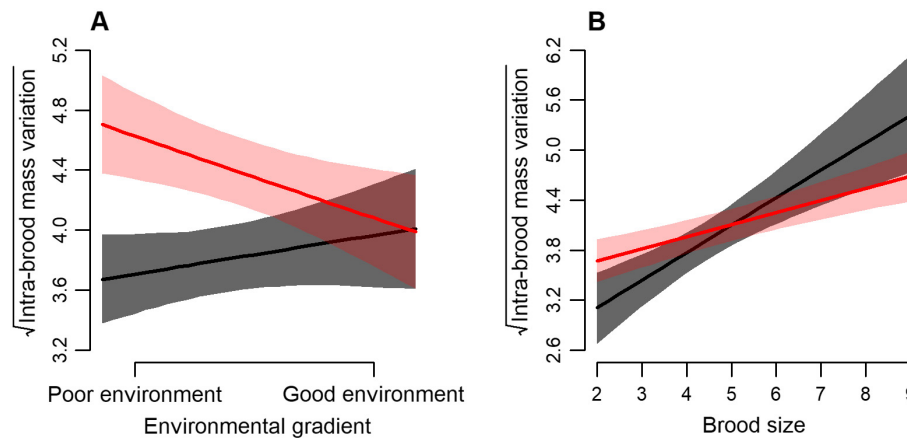 A
√Intra-brood mass variation
5.2
4.8
4.4
4.0
3.6
3.2
Poor environment Good environment
Environmental gradient
B
√Intra-brood mass variation
6.2
5.6
5.0
4.4
3.8
3.2
2.6
2 3 4 5 6 7 8 9
Brood size